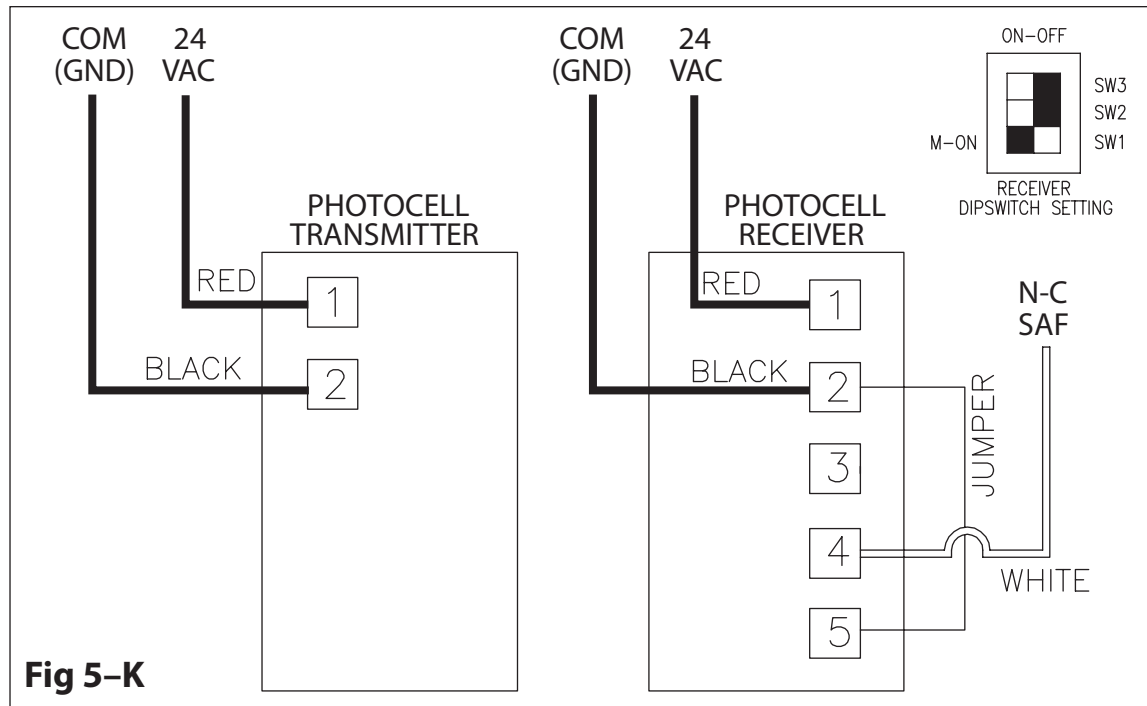 COM
(GND)
24
VAC
COM
(GND)
24
VAC
ON-OFF
SW3
SW2
M-ON
SW1
RECEIVER
DIPSWITCH SETTING
PHOTOCELL
TRANSMITTER
RED
1
BLACK
2
PHOTOCELL
RECEIVER
RED
1
BLACK
2
3
4
5
JUMPER
N-C
SAF
WHITE
Fig 5–K